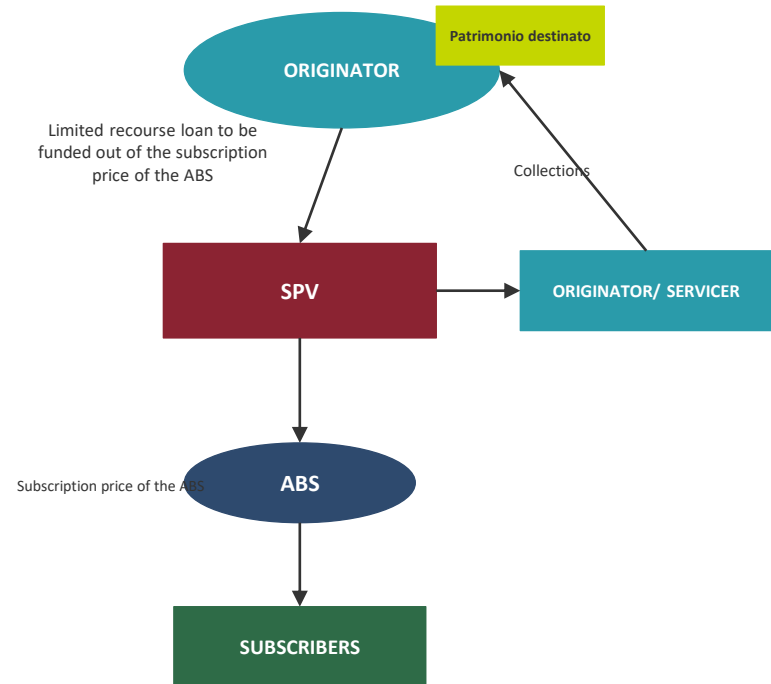 Patrimonio destinato
ORIGINATOR
Limited recourse loan to be
funded out of the subscription
price of the ABS
Collections
SPV
ORIGINATOR/ SERVICER
Subscription price of the ABS
ABS
SUBSCRIBERS